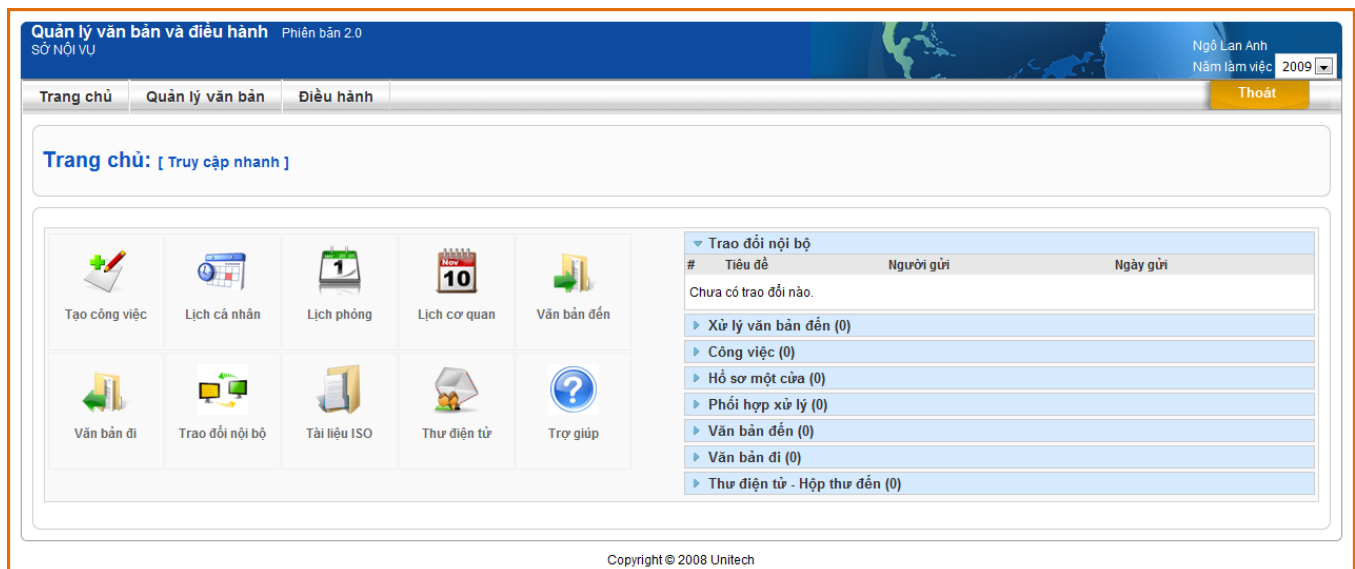 Quản lý văn bản và điều hành Phiên bản 2.0
SỞ NỘI VỤ
Ngô Lan Anh
Năm làm việc 2009
Trang chủ Quản lý văn bản Điều hành Thoát
Trang chủ: [ Truy cập nhanh ]
Nov
1 10
Tạo công việc Lịch cá nhân Lịch phòng Lịch cơ quan Văn bản đến
Văn bản đi Trao đổi nội bộ Tài liệu ISO Thư điện tử Trợ giúp
Trao đổi nội bộ
# Tiêu đề Người gửi Ngày gửi
Chưa có trao đổi nào.
Xử lý văn bản đến (0)
Công việc (0)
Hồ sơ một cửa (0)
Phối hợp xử lý (0)
Văn bản đến (0)
Văn bản đi (0)
Thư điện tử - Hộp thư đến (0)
Copyright © 2008 Unitech